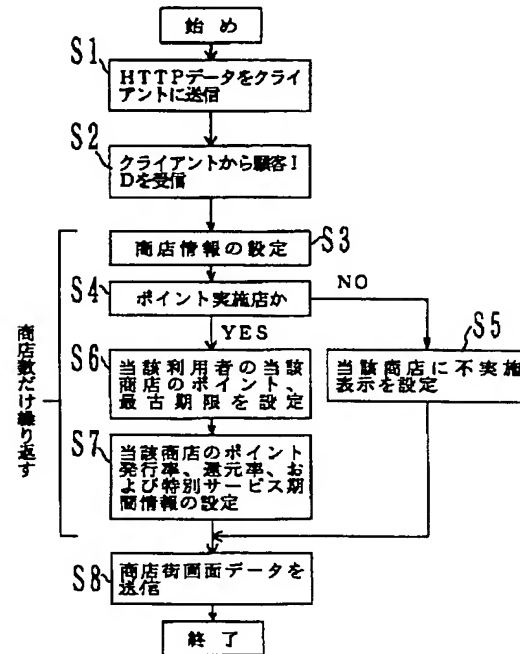 始め
S1
HTTPデータをクライ
アントに送信
S2
クライアントから顧客I
Dを受信
商店情報の設定
S3
S4
ポイント実施店か
NO
YES
S5
当該商店に不実施
表示を設定
S6
当該利用者の当該
商店のポイント、
最古期限を設定
S7
当該商店のポイント
発行率、還元率、お
よび特別サービス期
間情報の設定
商店数だけ繰り返す
S8
商店街画面データを
送信
終了